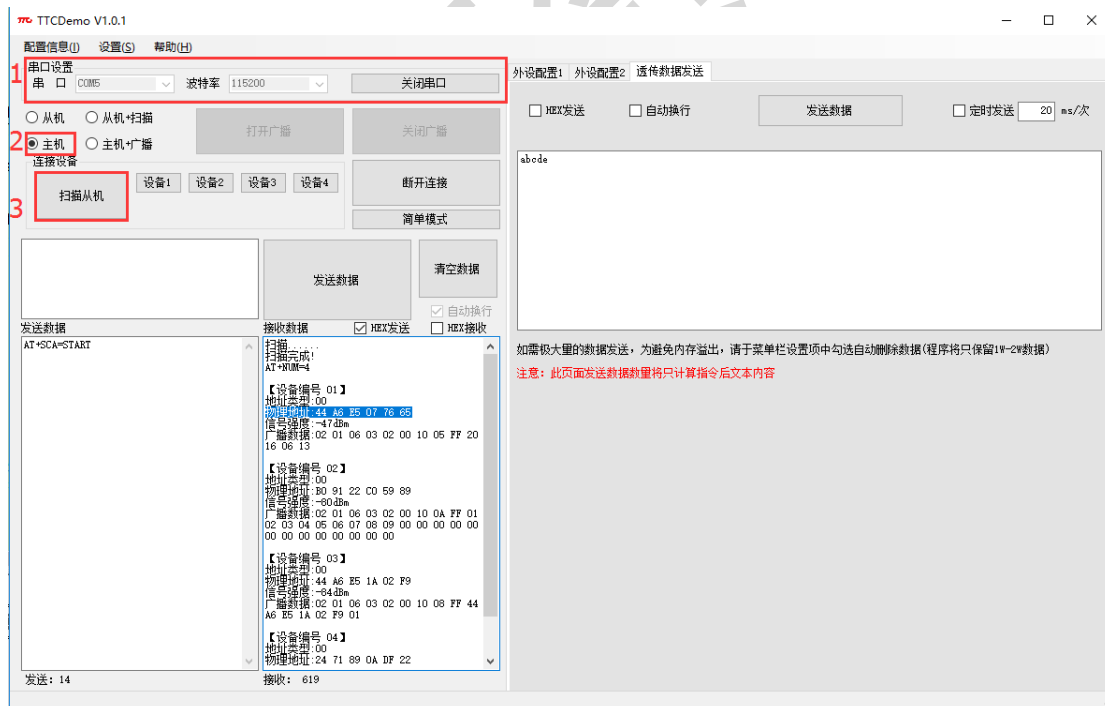 TTCDemo V1.0.1
配置信息(I) 设置(S) 帮助(H)
1
串口设置
串 口 COM5 波特率 115200 关闭串口
外设配置1 外设配置2 透传数据发送
HEX发送 自动换行 发送数据 定时发送 20 ms/次
从机 从机+扫描 打开广播 关闭广播
2
主机 主机+广播
连接设备
3
扫描从机 设备1 设备2 设备3 设备4 断开连接
简单模式
abcde
发送数据 清空数据
自动换行
发送数据 接收数据 HEX发送 HEX接收
AT+SCA=START
扫描......
扫描完成!
AT+NUM=4
【设备编号 01】
地址类型:00
物理地址:44 A6 E5 07 76 65
信号强度:-47dBm
广播数据:02 01 06 03 02 00 10 05 FF 20
16 06 13
【设备编号 02】
地址类型:00
物理地址:B0 91 22 C0 59 89
信号强度:-80dBm
广播数据:02 01 06 03 02 00 10 0A FF 01
02 03 04 05 06 07 08 09 00 00 00 00 00
00 00 00 00 00 00 00 00
【设备编号 03】
地址类型:00
物理地址:44 A6 E5 1A 02 F9
信号强度:-84dBm
广播数据:02 01 06 03 02 00 10 08 FF 44
A6 E5 1A 02 F9 01
【设备编号 04】
地址类型:00
物理地址:24 71 89 0A DF 22
如需极大量的数据发送，为避免内存溢出，请于菜单栏设置项中勾选自动删除数据(程序将只保留1W-2W数据)
注意：此页面发送数据数量将只计算指令后文本内容
发送：14 接收： 619